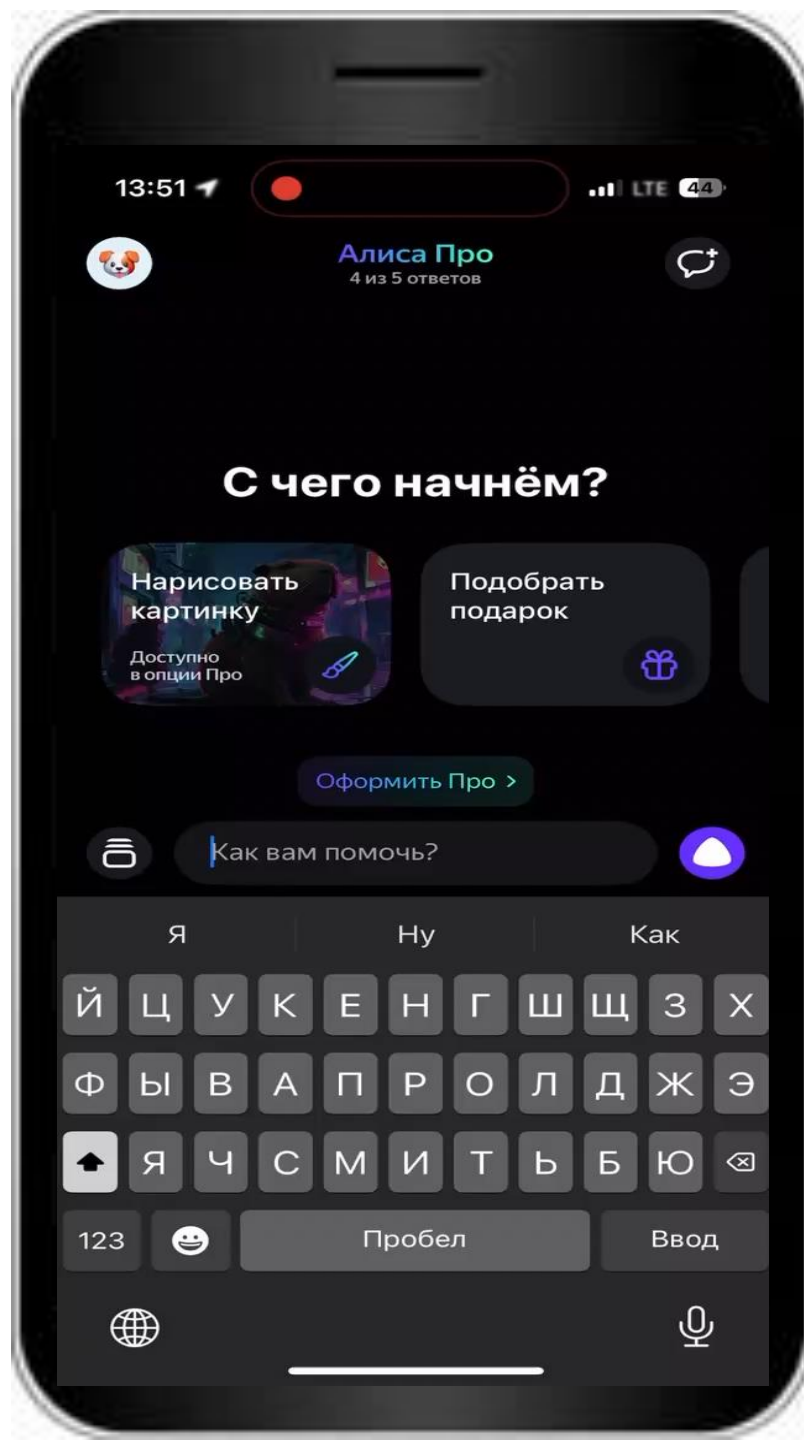 13:51
LTE 44
Алиса Про
4 из 5 ответов
С чего начнём?
Нарисовать
картинку
Доступно
в опции Про
Подобрать
подарок
Оформить Про >
Как вам помочь?
Я Ну Как
Й Ц У К Е Н Г Ш Щ З Х
Ф Ы В А П Р О Л Д Ж Э
Я Ч С М И Т Ь Б Ю
123 Пробел Ввод